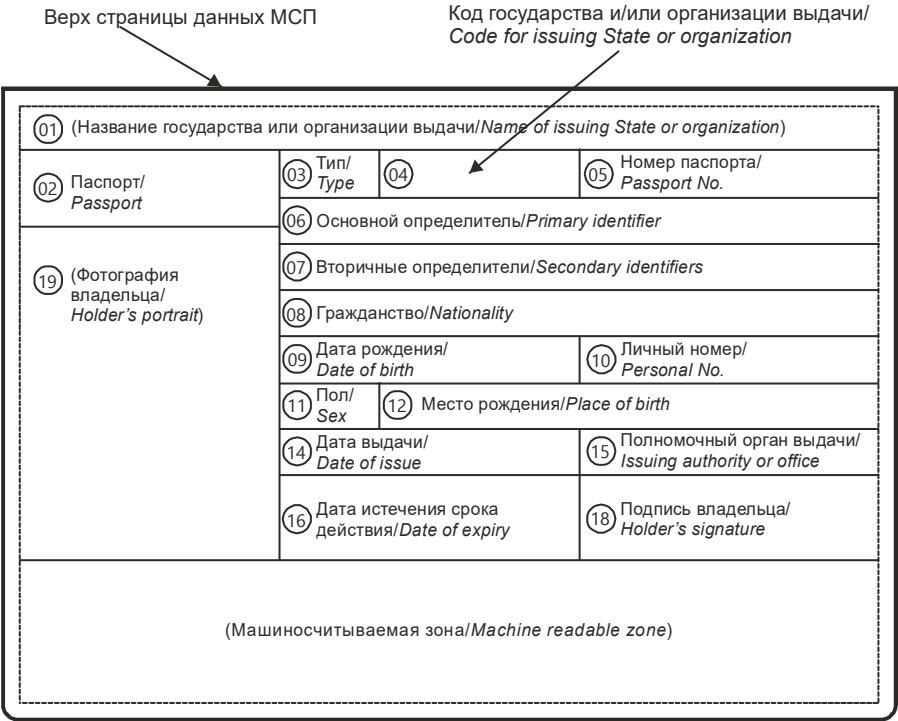 Верх страницы данных МСП
Код государства и/или организации выдачи/
Code for issuing State or organization
01 (Название государства или организации выдачи/Name of issuing State or organization)
02 Паспорт/
Passport
03 Тип/
Type
04
05 Номер паспорта/
Passport No.
06 Основной определитель/Primary identifier
19 (Фотография
владельца/
Holder's portrait)
07 Вторичные определители/Secondary identifiers
08 Гражданство/Nationality
09 Дата рождения/
Date of birth
10 Личный номер/
Personal No.
11 Пол/
Sex
12 Место рождения/Place of birth
14 Дата выдачи/
Date of issue
15 Полномочный орган выдачи/
Issuing authority or office
16 Дата истечения срока
действия/Date of expiry
18 Подпись владельца/
Holder's signature
(Машиносчитываемая зона/Machine readable zone)